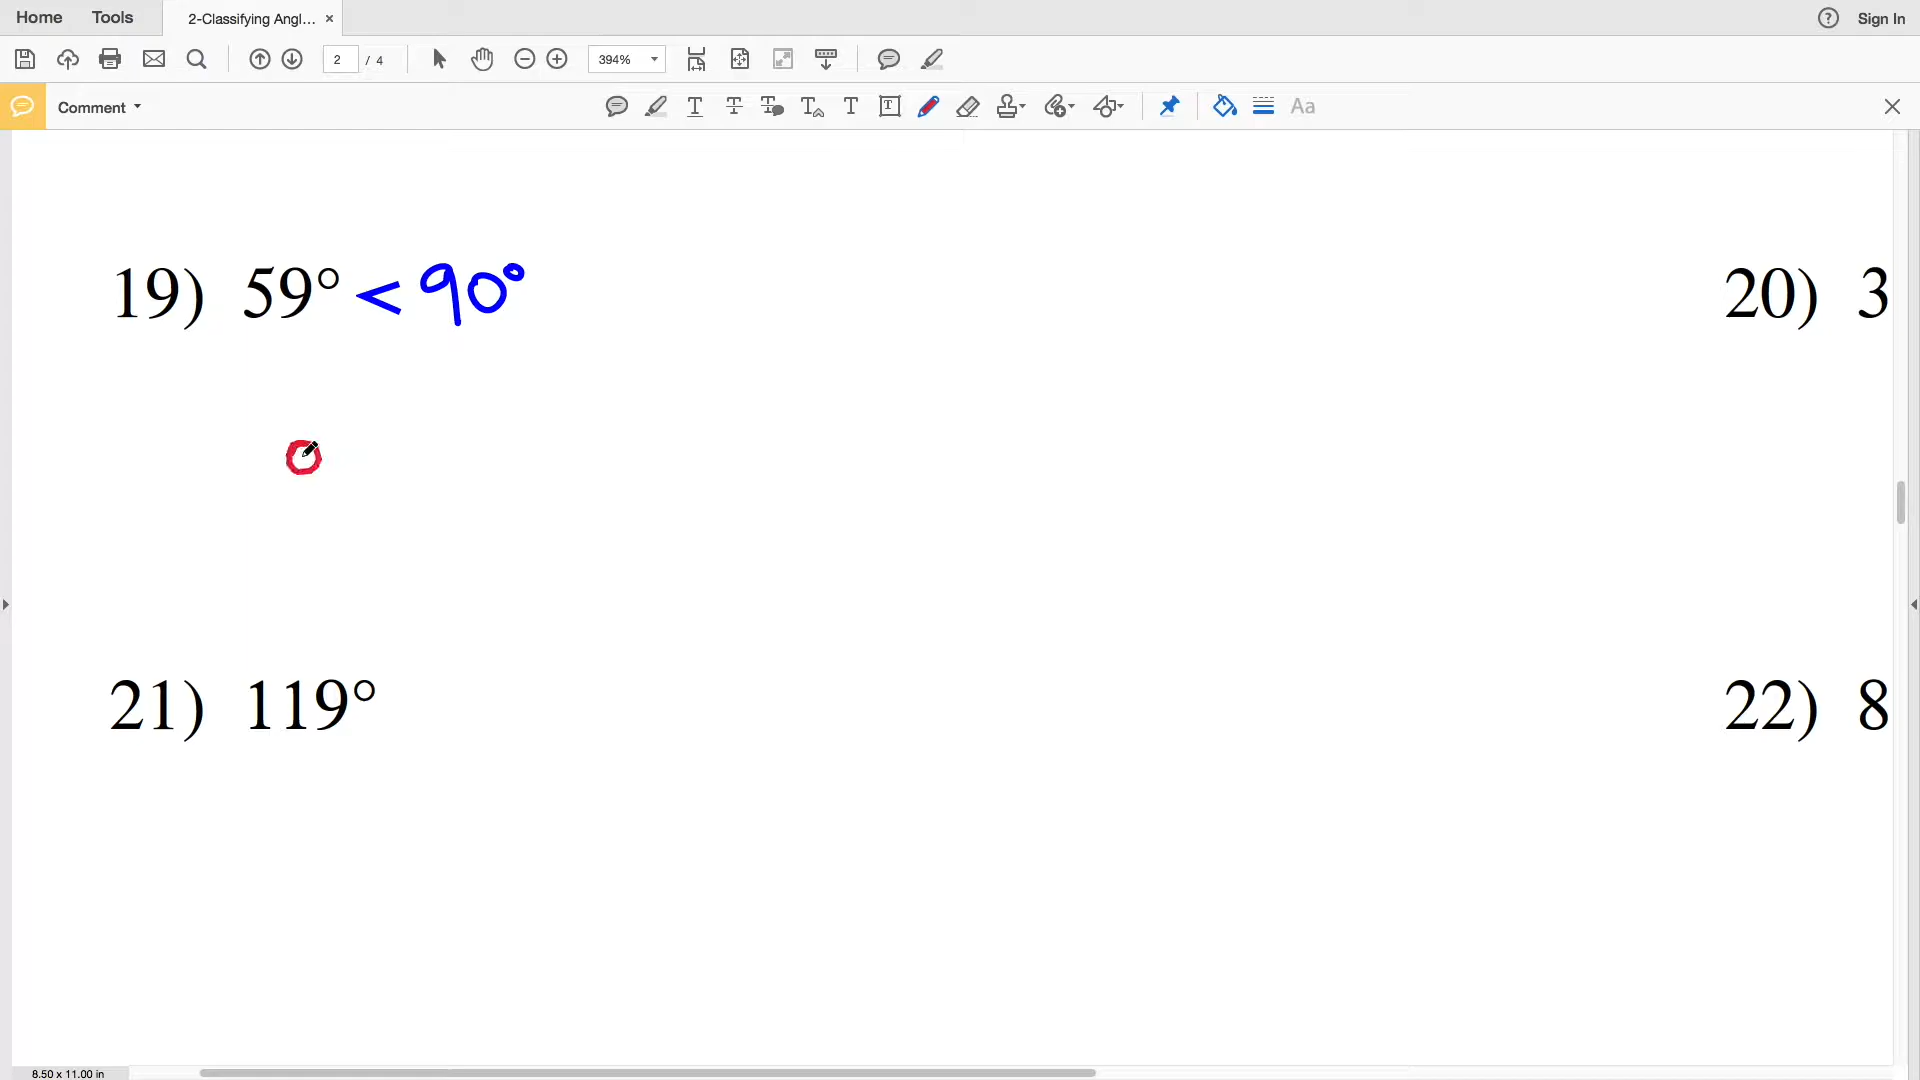 Home Tools 2-Classifying Angl... × Sign In
2 / 4 394%
Comment Aa
19) 59° < 90° 20) 3
21) 119° 22) 8
8.50 x 11.00 in